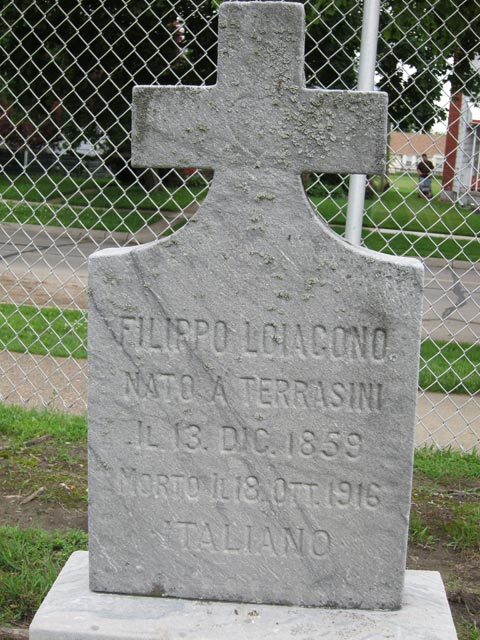 FILIPPO LOIACONO.
NATO A TERRASINI
IL 13. DIC. 1859
MORTO IL 18. OTT. 1916
ITALIANO